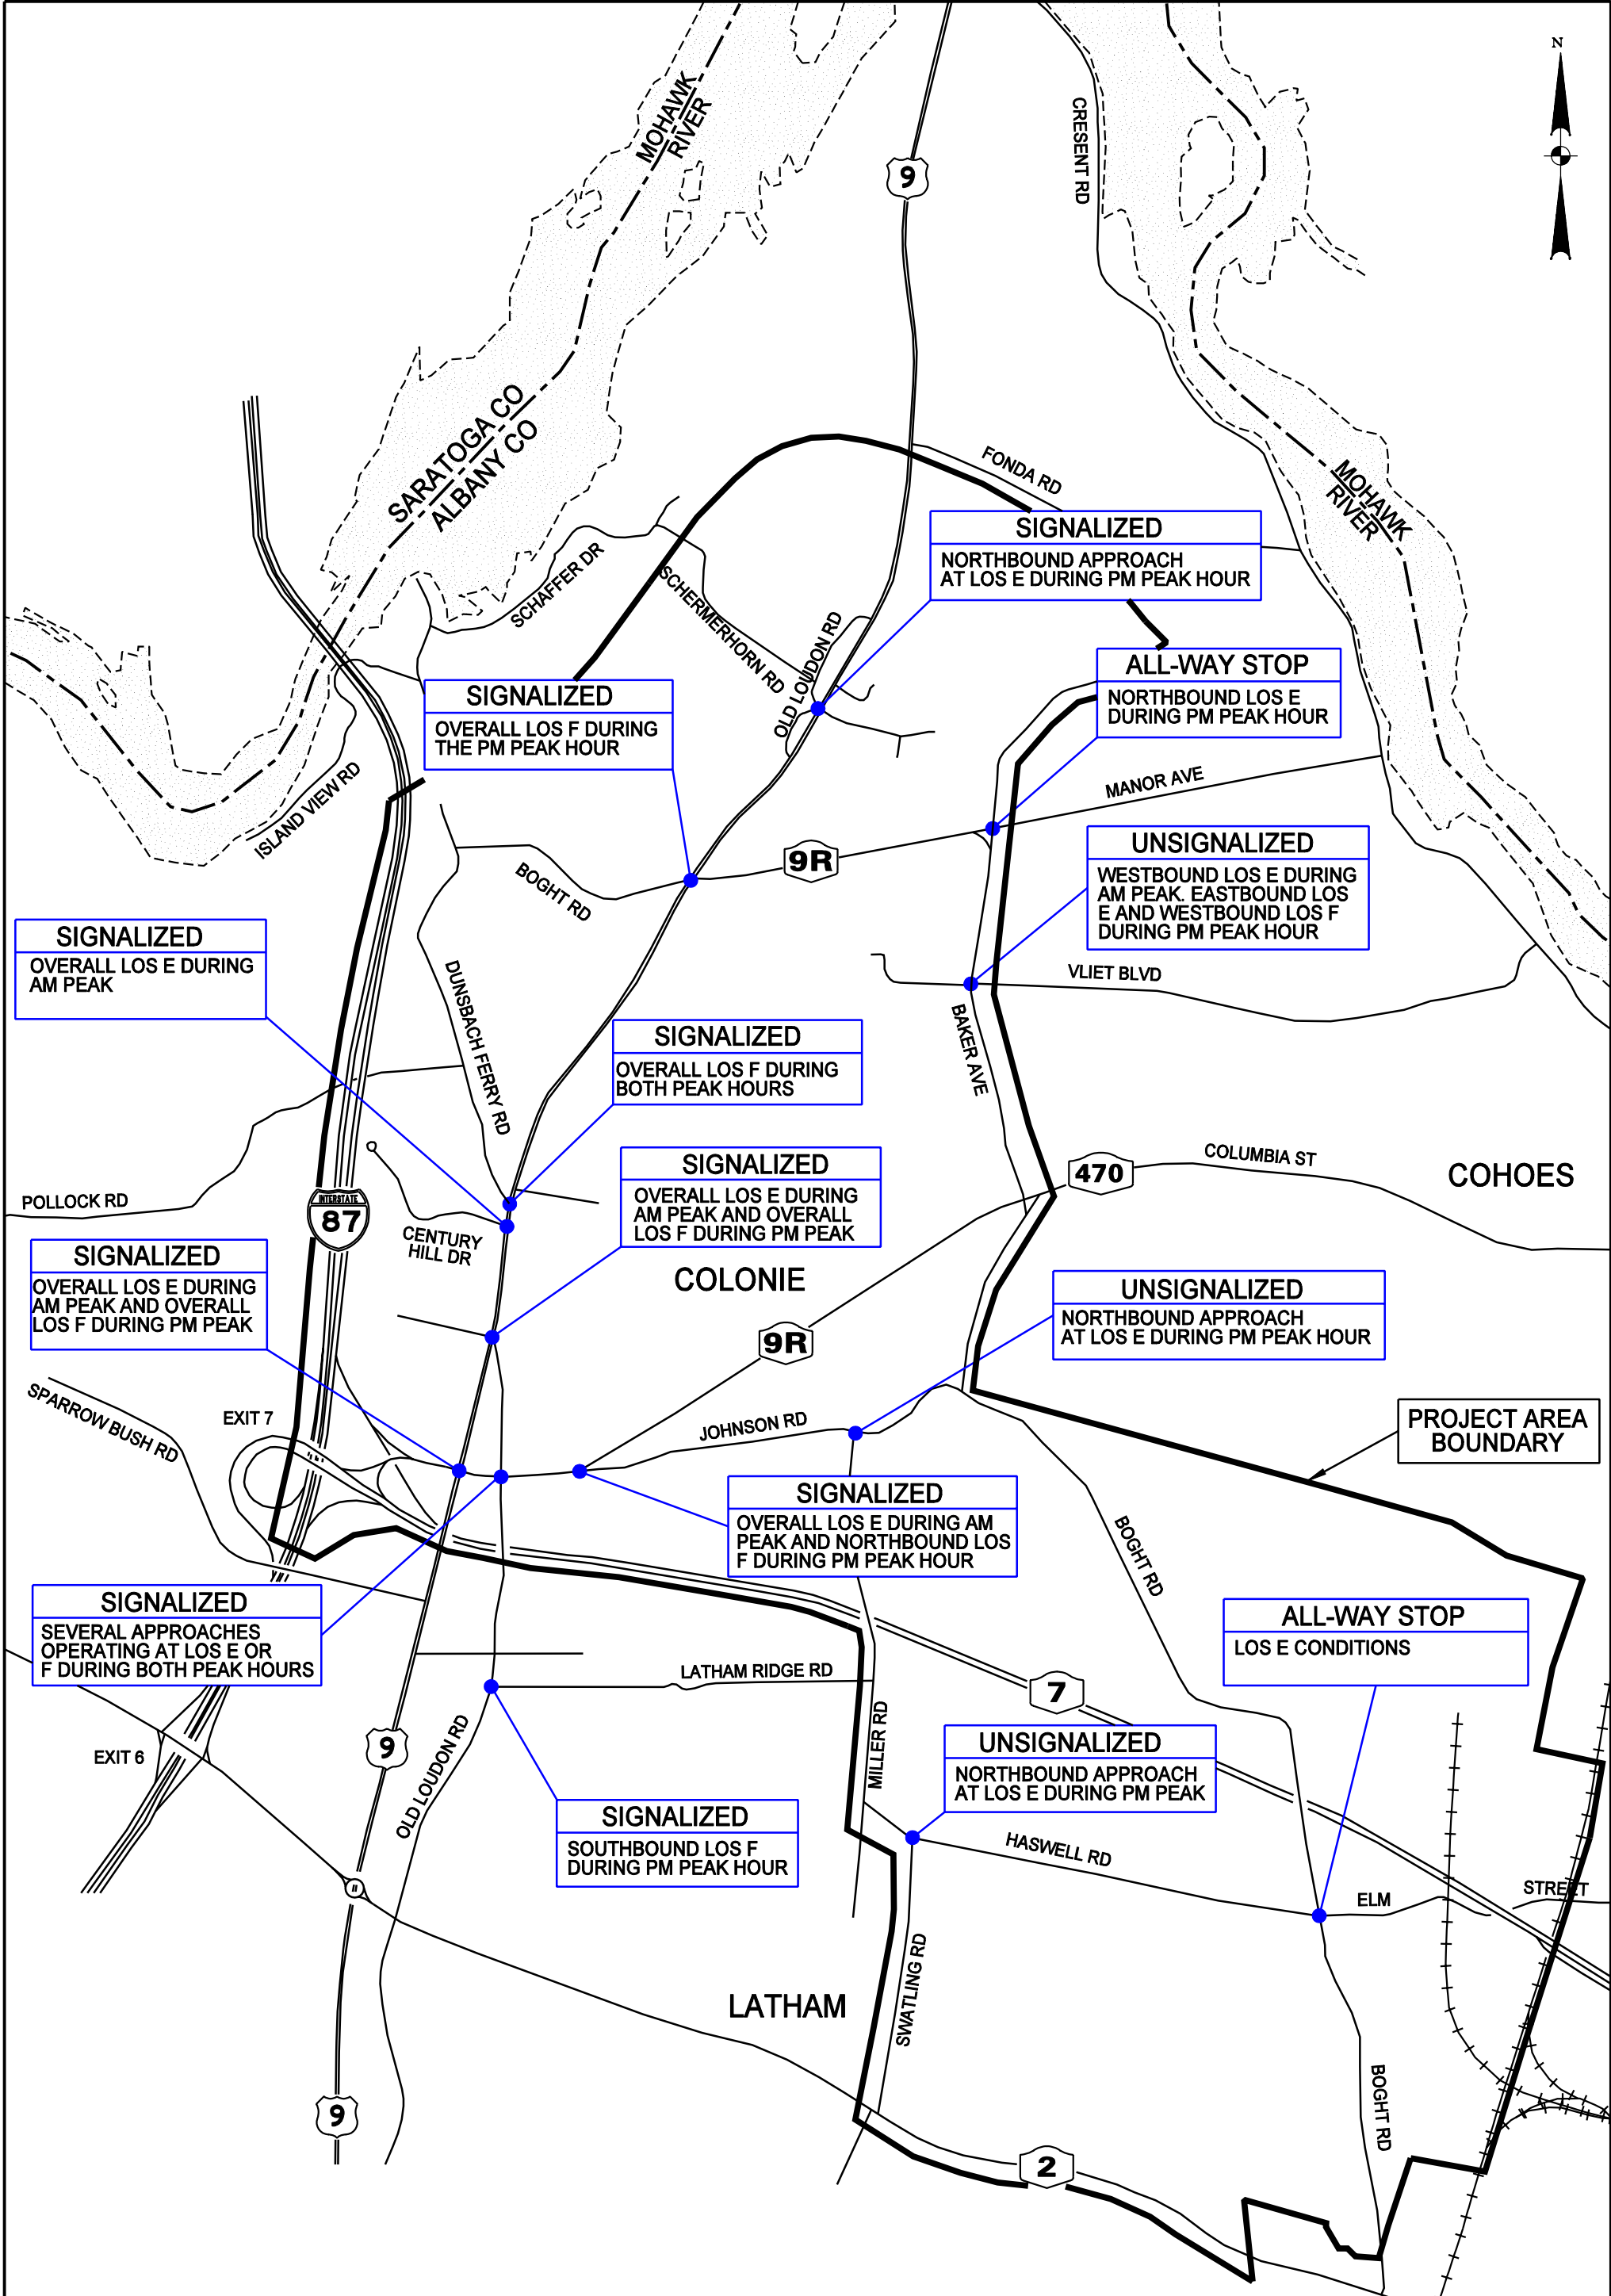 N
MOHAWK
RIVER
9
CRESENT RD
SARATOGA CO
ALBANY CO
FONDA RD
MOHAWK
RIVER
SIGNALIZED
NORTHBOUND APPROACH
AT LOS E DURING PM PEAK HOUR
SCHAFFER DR
SCHERMERHORN RD
OLD LOUDON RD
ALL-WAY STOP
NORTHBOUND LOS E
DURING PM PEAK HOUR
SIGNALIZED
OVERALL LOS F DURING
THE PM PEAK HOUR
ISLAND VIEW RD
MANOR AVE
9R
BOGHT RD
UNSIGNALIZED
WESTBOUND LOS E DURING
AM PEAK. EASTBOUND LOS
E AND WESTBOUND LOS F
DURING PM PEAK HOUR
SIGNALIZED
OVERALL LOS E DURING
AM PEAK
VLIET BLVD
DUNSBACH FERRY RD
BAKER AVE
SIGNALIZED
OVERALL LOS F DURING
BOTH PEAK HOURS
SIGNALIZED
OVERALL LOS E DURING
AM PEAK AND OVERALL
LOS F DURING PM PEAK
470
COLUMBIA ST
COHOES
POLLOCK RD
INTERSTATE
87
CENTURY
HILL DR
SIGNALIZED
OVERALL LOS E DURING
AM PEAK AND OVERALL
LOS F DURING PM PEAK
COLONIE
9R
UNSIGNALIZED
NORTHBOUND APPROACH
AT LOS E DURING PM PEAK HOUR
SPARROW BUSH RD
EXIT 7
JOHNSON RD
PROJECT AREA
BOUNDARY
SIGNALIZED
OVERALL LOS E DURING AM
PEAK AND NORTHBOUND LOS
F DURING PM PEAK HOUR
BOGHT RD
SIGNALIZED
SEVERAL APPROACHES
OPERATING AT LOS E OR
F DURING BOTH PEAK HOURS
ALL-WAY STOP
LOS E CONDITIONS
LATHAM RIDGE RD
7
EXIT 6
9
OLD LOUDON RD
MILLER RD
UNSIGNALIZED
NORTHBOUND APPROACH
AT LOS E DURING PM PEAK
SIGNALIZED
SOUTHBOUND LOS F
DURING PM PEAK HOUR
HASWELL RD
ELM
STREET
LATHAM
SWATLING RD
9
BOGHT RD
2